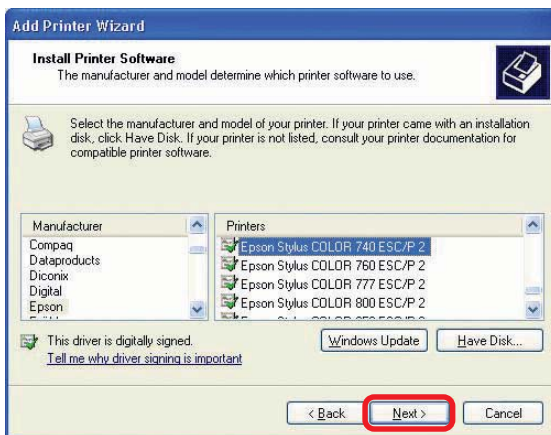 Add Printer Wizard
Install Printer Software
The manufacturer and model determine which printer software to use.
Select the manufacturer and model of your printer. If your printer came with an installation
disk, click Have Disk. If your printer is not listed, consult your printer documentation for
compatible printer software.
Manufacturer
Compaq
Dataproducts
Diconix
Digital
Epson
Printers
Epson Stylus COLOR 740 ESC/P 2
Epson Stylus COLOR 760 ESC/P 2
Epson Stylus COLOR 777 ESC/P 2
Epson Stylus COLOR 800 ESC/P 2
This driver is digitally signed.
Tell me why driver signing is important
Windows Update
Have Disk...
< Back
Next >
Cancel